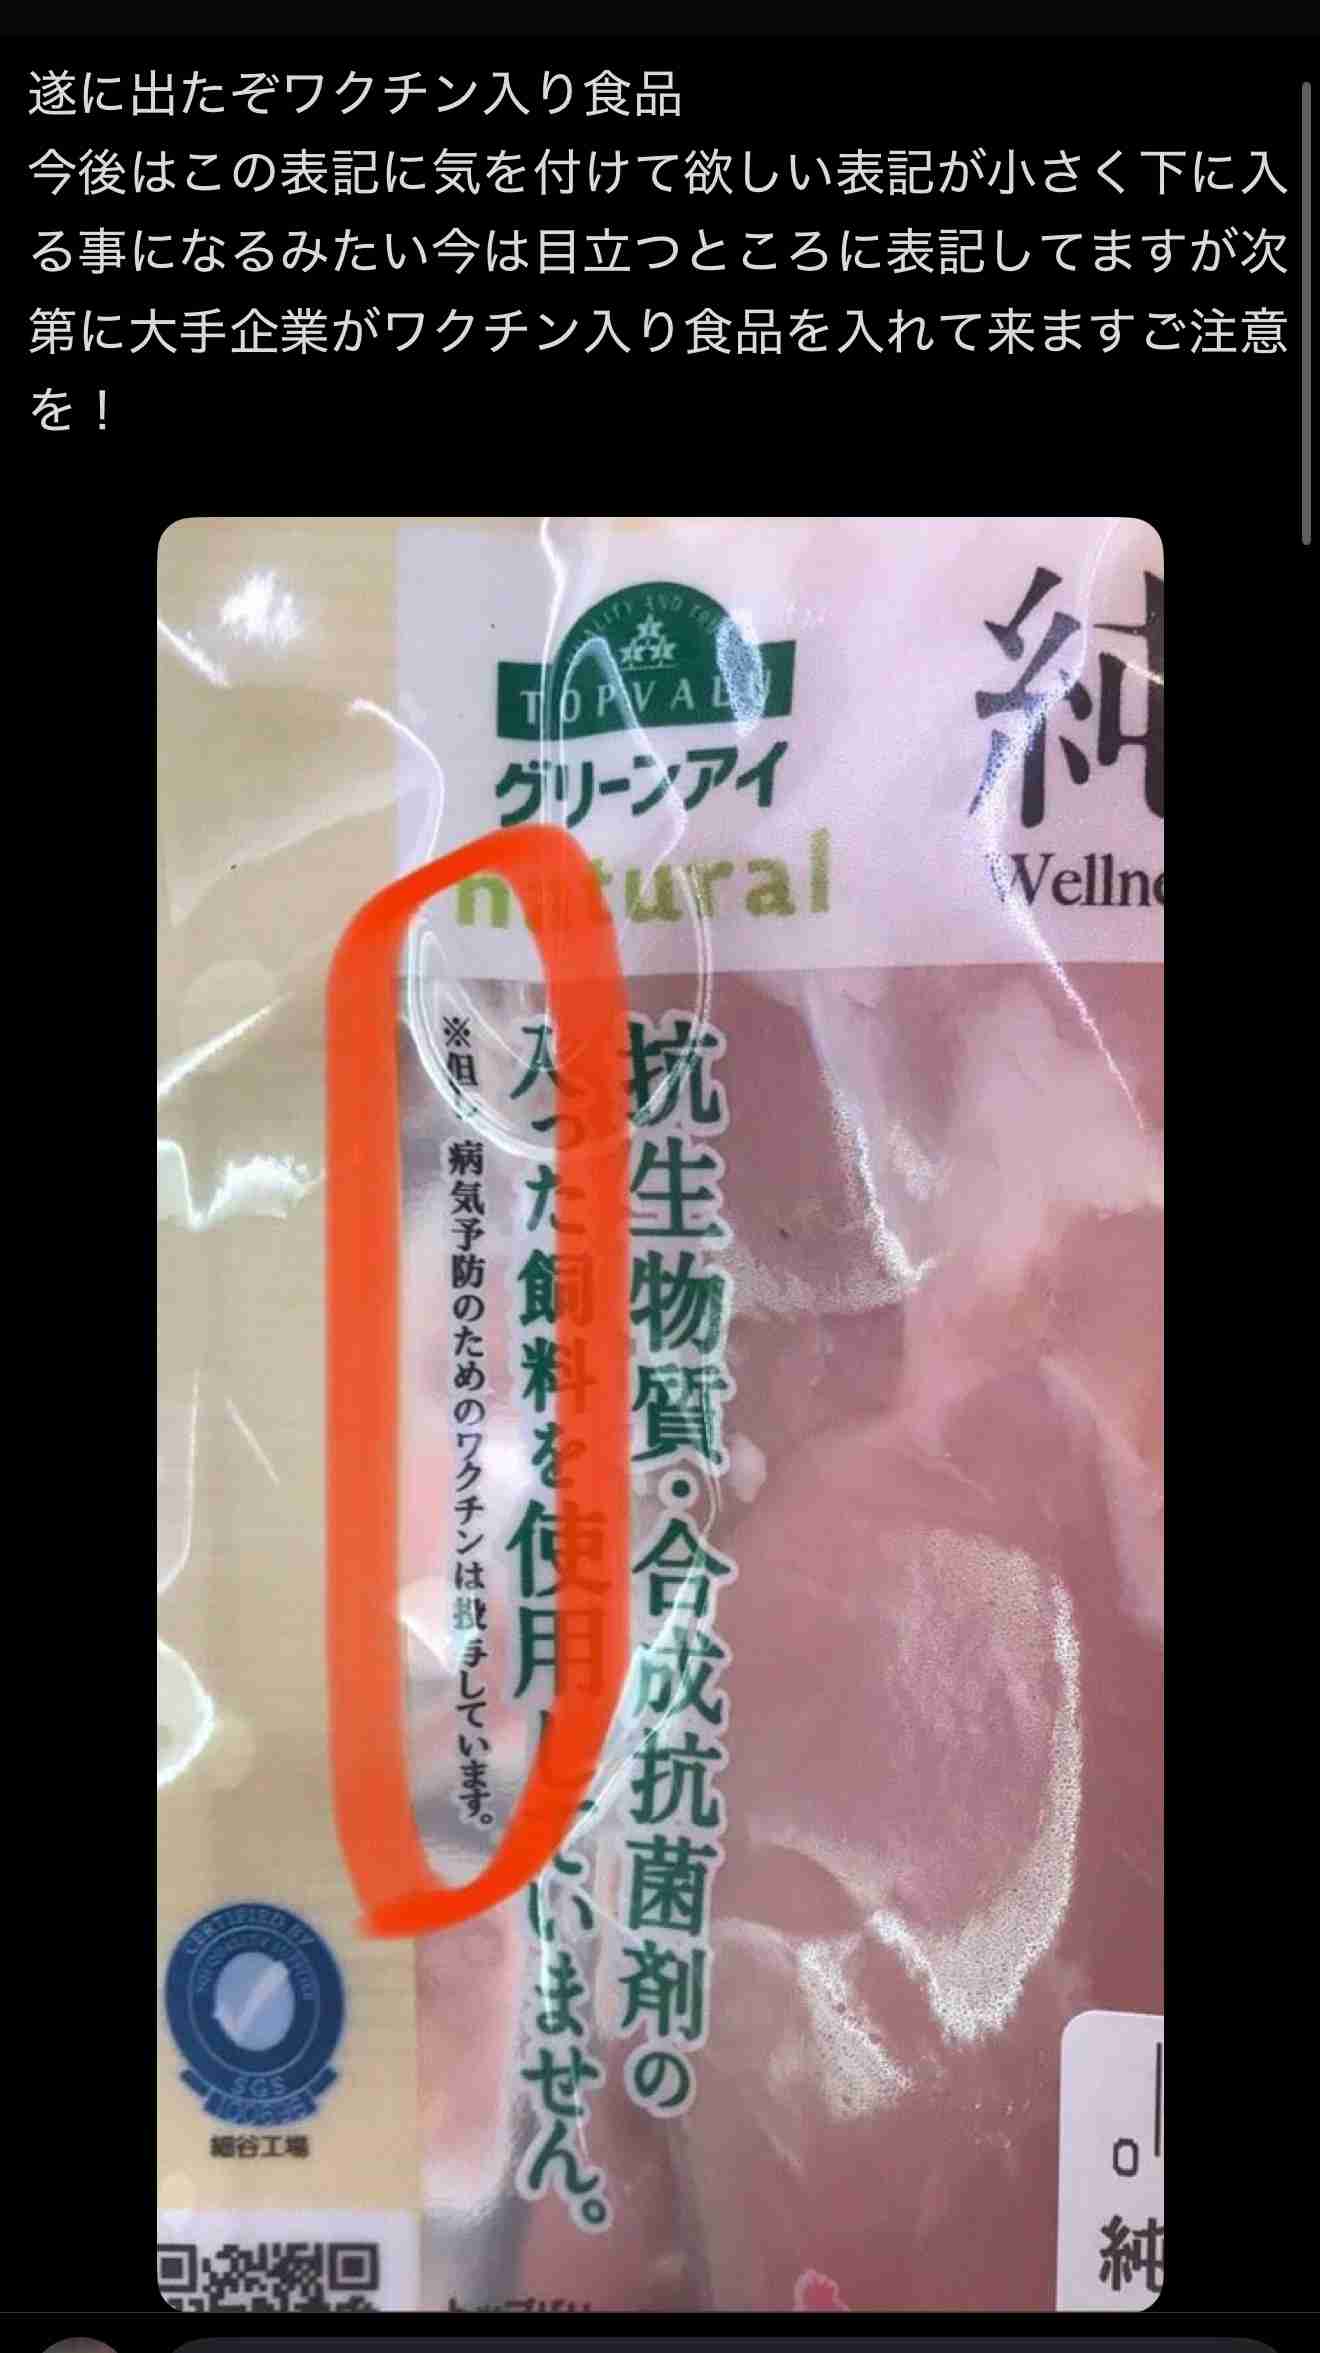 遂に出たぞワクチン入り食品
今後はこの表記に気を付けて欲しい表記が小さく下に入
る事になるみたい今は目立つところに表記してますが次
第に大手企業がワクチン入り食品を入れて来ますご注意
を！
TOPVALU
グリーンアイ
natural
純
Wellne
抗生物質・合成抗菌剤の
入った飼料を使用していません。
※但し 病気予防のためのワクチンは投与しています。
CERTIFIED BY
SGS
細谷工場
純